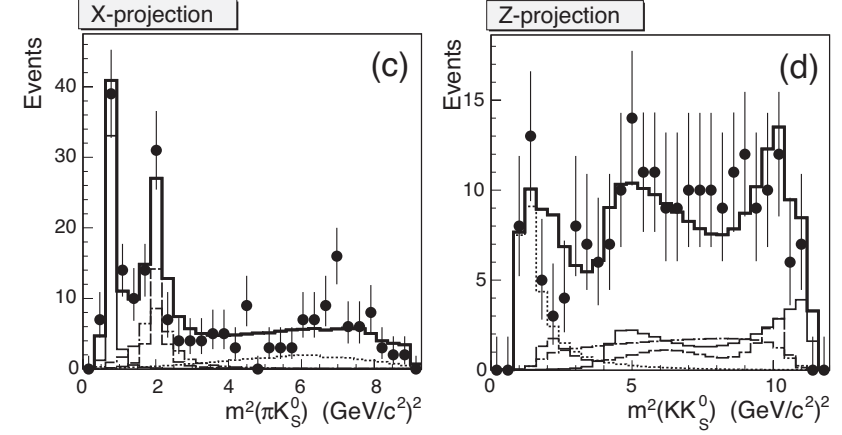 X-projection
Z-projection
Events
40
30
20
10
0
(c)
0
2
4
6
8
m²(πK⁰S) (GeV/c²)²
Events
15
10
5
0
(d)
0
5
10
m²(KK⁰S) (GeV/c²)²